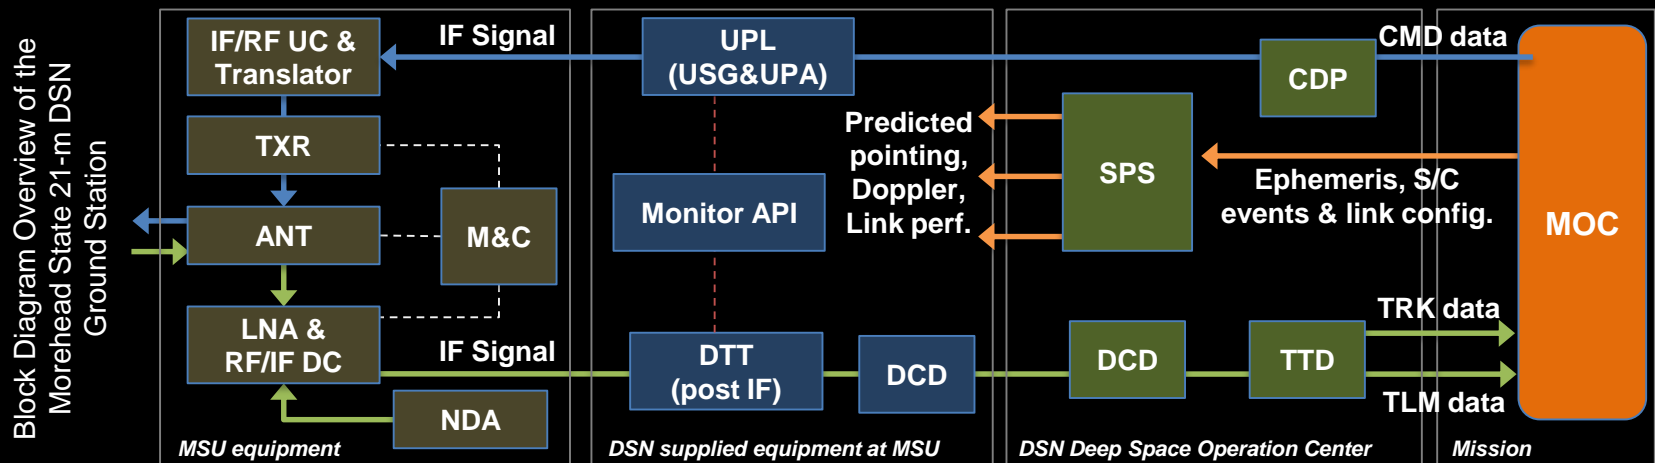 Block Diagram Overview of the
Morehead State 21-m DSN
Ground Station
IF/RF UC &
Translator
TXR
ANT
LNA &
RF/IF DC
NDA
M&C
MSU equipment
IF Signal
IF Signal
UPL
(USG&UPA)
Monitor API
DTT
(post IF)
DCD
DSN supplied equipment at MSU
Predicted
pointing,
Doppler,
Link perf.
SPS
CDP
DCD
TTD
DSN Deep Space Operation Center
CMD data
Ephemeris, S/C
events & link config.
TRK data
TLM data
MOC
Mission